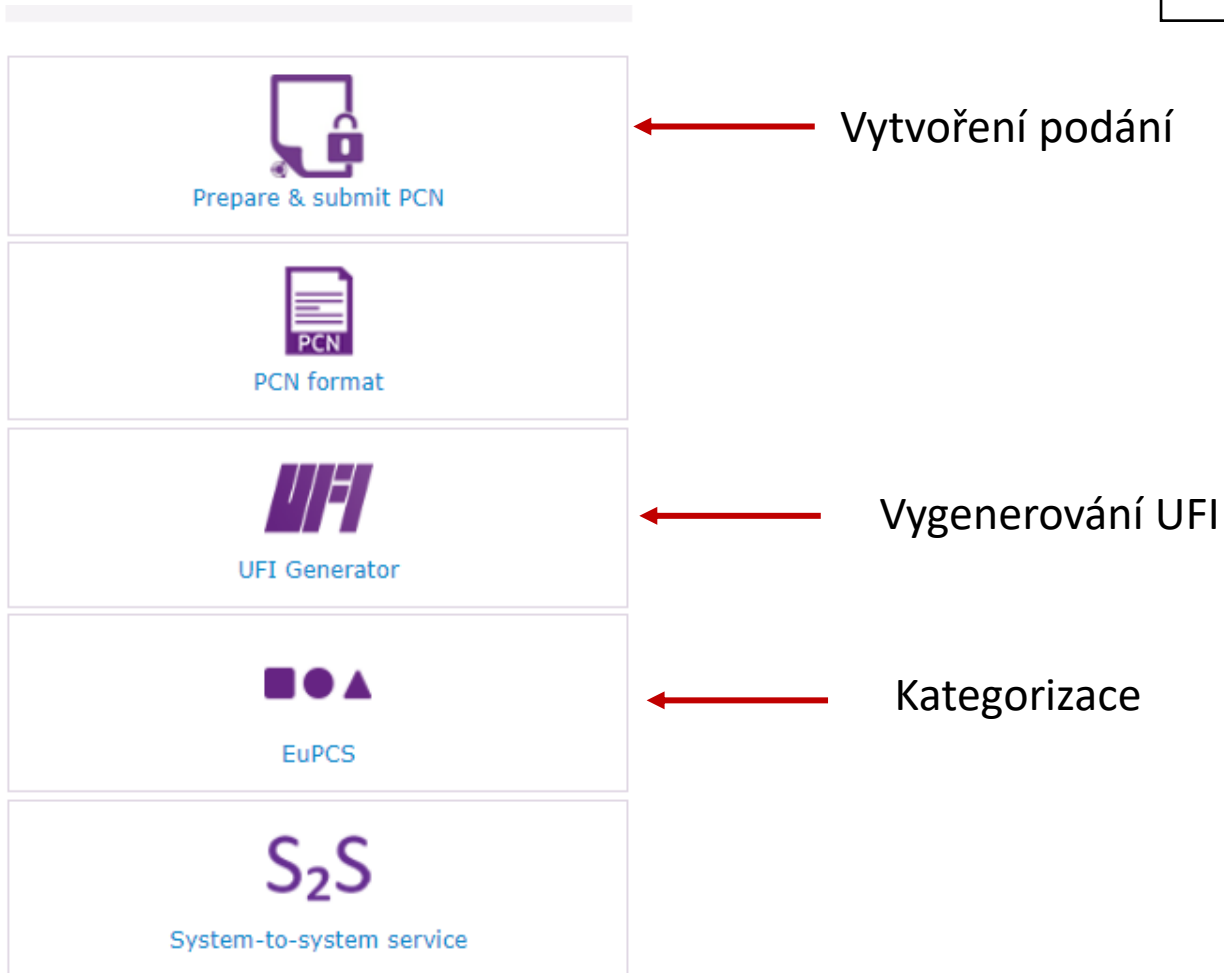 Prepare & submit PCN
Vytvoření podání
PCN
PCN format
UFI
UFI Generator
Vygenerování UFI
EuPCS
Kategorizace
S₂S
System-to-system service